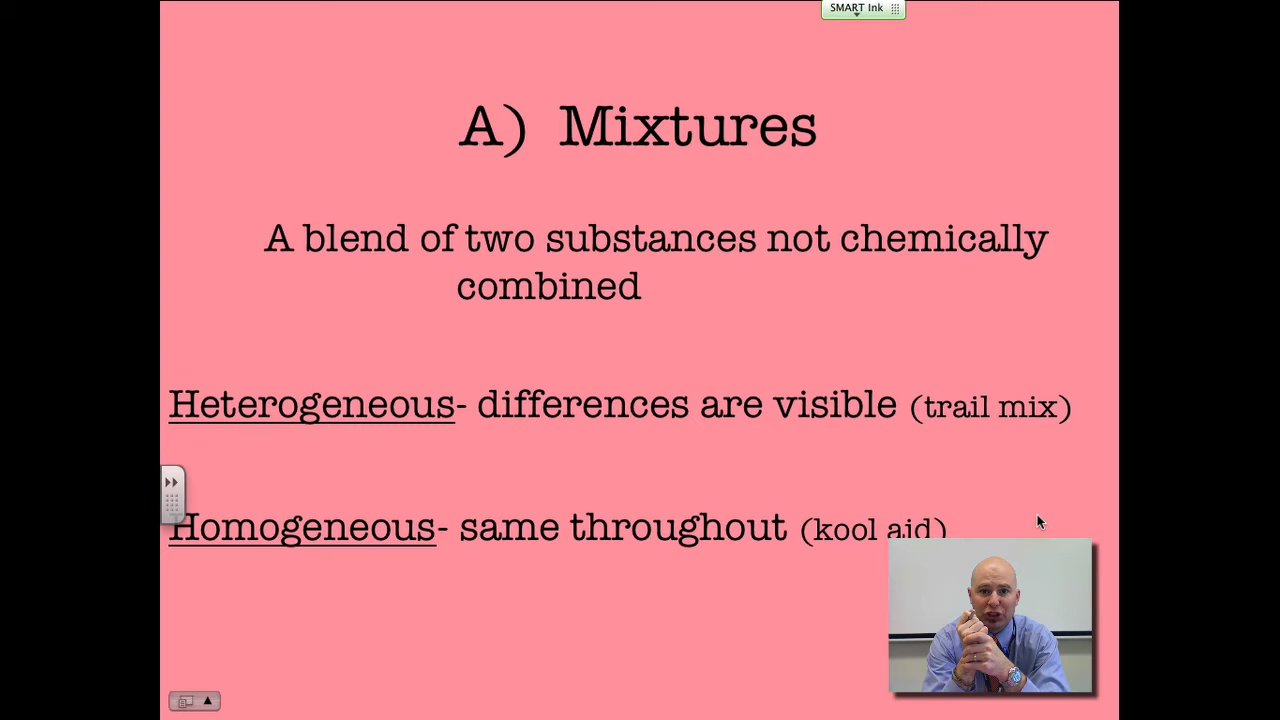 SMART Ink
A) Mixtures
A blend of two substances not chemically
combined
Heterogeneous- differences are visible (trail mix)
Homogeneous- same throughout (kool aid)